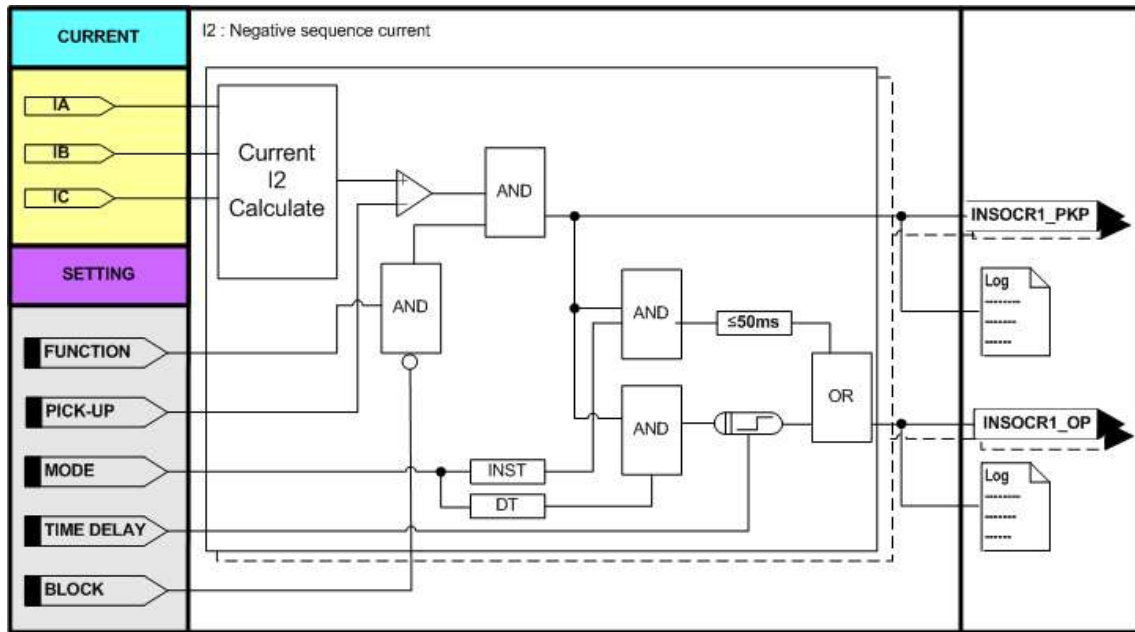 CURRENT
I2 : Negative sequence current
IA
IB
IC
Current
I2
Calculate
+
−
AND
INSOCR1_PKP
SETTING
AND
Log
AND
≤50ms
FUNCTION
OR
PICK-UP
AND
INSOCR1_OP
MODE
INST
Log
DT
TIME DELAY
BLOCK